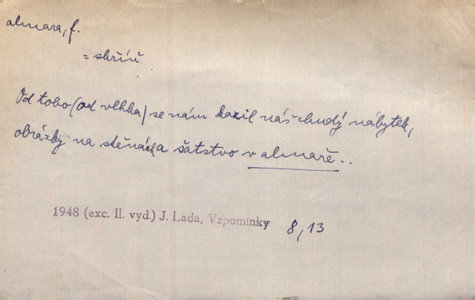 almara, f.
= skříň
Od toho (od vlhka) se nám kazil náš chudý nábytek,
obrázky na stěnách a šatstvo v almaře..
1948 (exc. II. vyd.) J. Lada, Vzpomínky 8,13